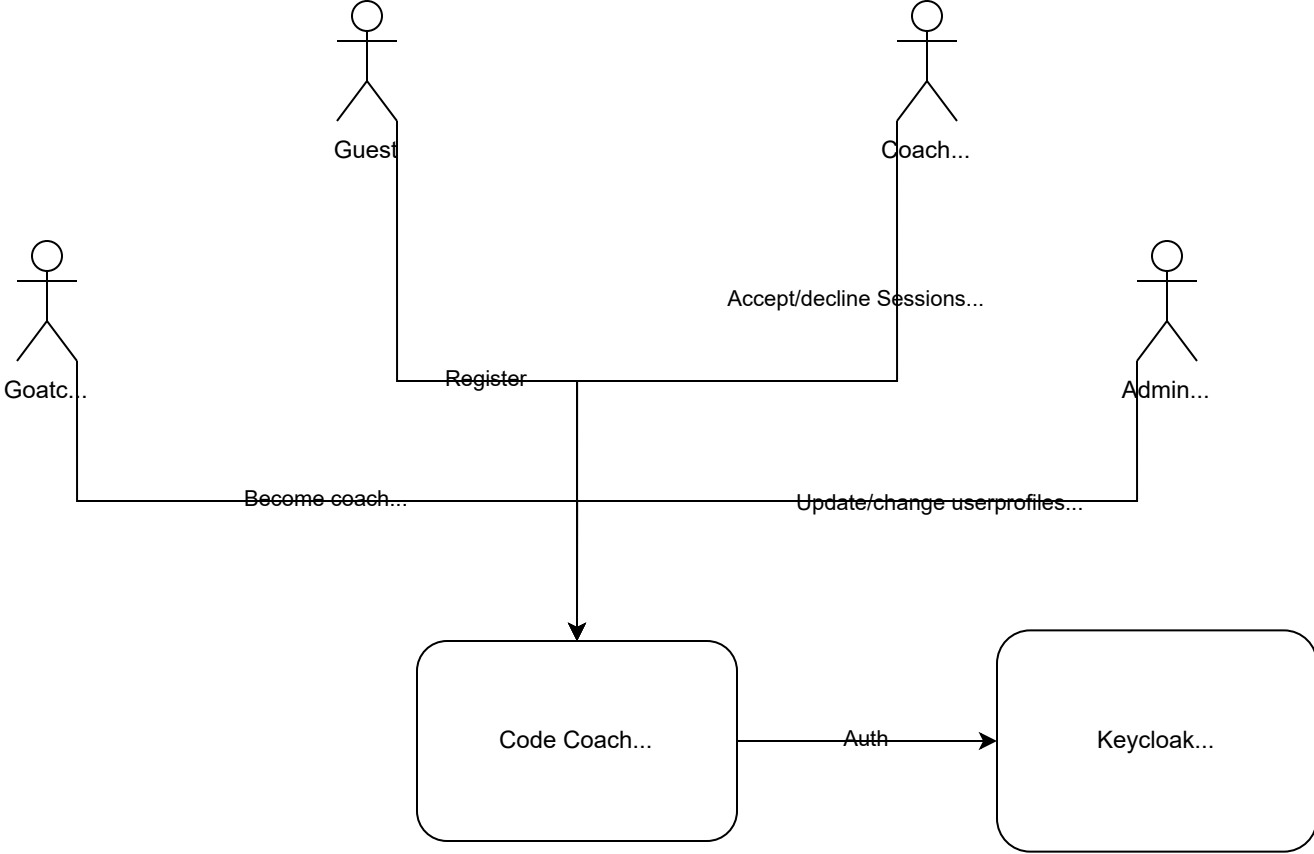 Guest
Coach...
Accept/decline Sessions...
Register
Goatc...
Admin...
Become coach...
Update/change userprofiles...
Code Coach...
Auth
Keycloak...